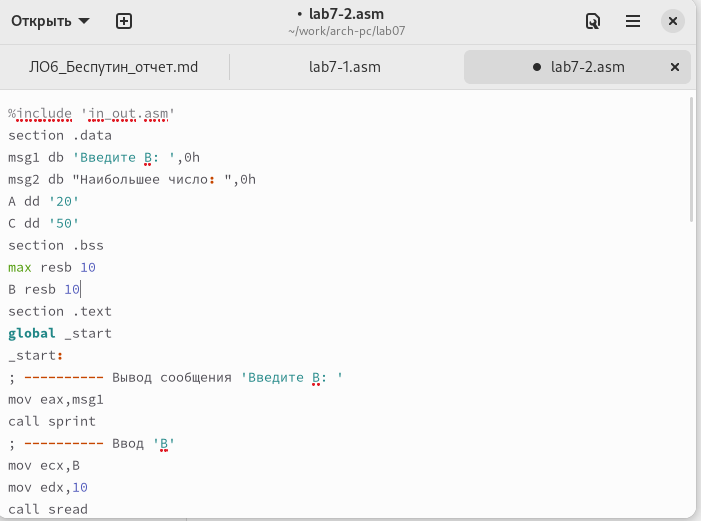 Открыть
• lab7-2.asm
~/work/arch-pc/lab07
ЛО6_Беспутин_отчет.md
lab7-1.asm
● lab7-2.asm
%include 'in_out.asm'
section .data
msg1 db 'Введите B: ',0h
msg2 db "Наибольшее число: ",0h
A dd '20'
C dd '50'
section .bss
max resb 10
B resb 10
section .text
global _start
_start:
; ---------- Вывод сообщения 'Введите B: '
mov eax,msg1
call sprint
; ---------- Ввод 'B'
mov ecx,B
mov edx,10
call sread